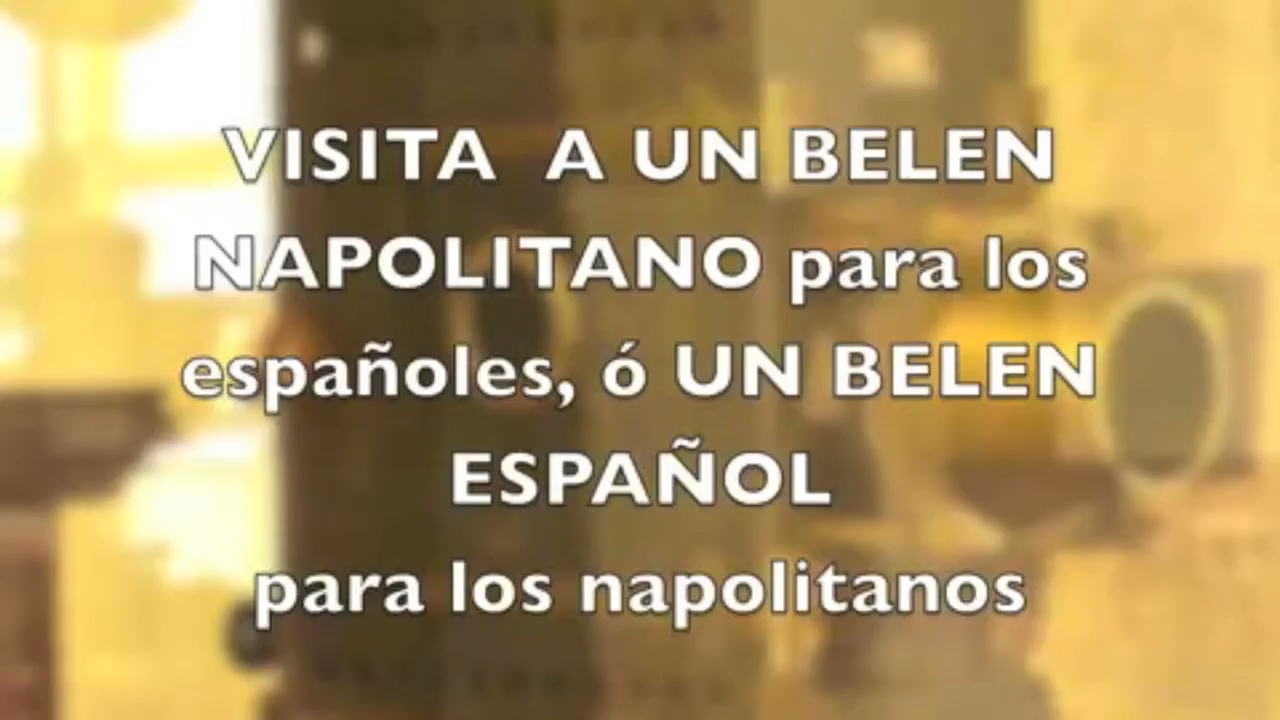 VISITA  A UN BELEN
NAPOLITANO para los
españoles, ó UN BELEN
ESPAÑOL
para los napolitanos